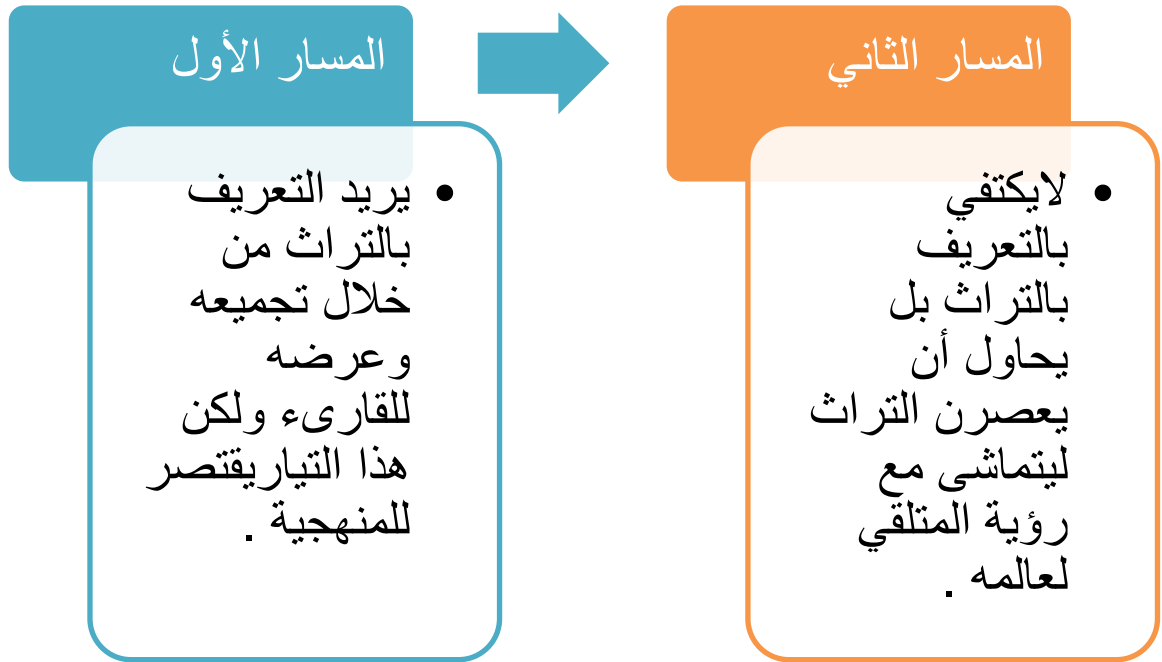 المسار الأول
يريد التعريف
بالتراث من
خلال تجميعه
وعرضه
للقارىء ولكن
هذا التياريقتصر
للمنهجية .
المسار الثاني
لايكتفي
بالتعريف
بالتراث بل
يحاول أن
يعصرن التراث
ليتماشى مع
رؤية المتلقي
لعالمه .